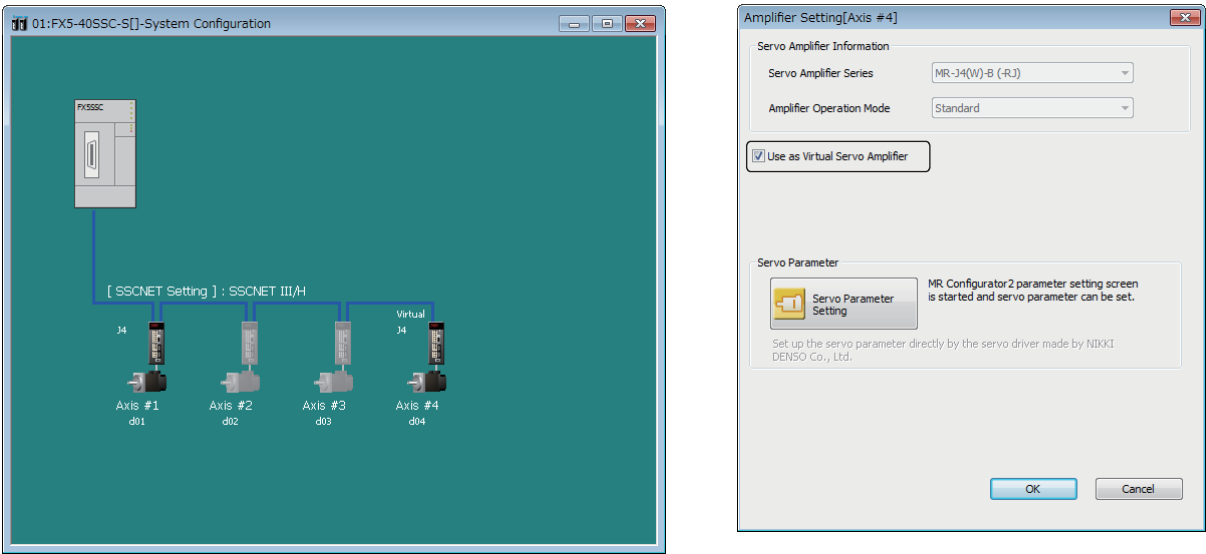 01:FX5-40SSC-S[]-System Configuration
FX5SSC
[ SSCNET Setting ] : SSCNET III/H
Virtual
J4
J4
Axis #1
Axis #2
Axis #3
Axis #4
d01
d02
d03
d04
Amplifier Setting[Axis #4]
Servo Amplifier Information
Servo Amplifier Series
MR-J4(W)-B (-RJ)
Amplifier Operation Mode
Standard
Use as Virtual Servo Amplifier
Servo Parameter
Servo Parameter
Setting
MR Configurator2 parameter setting screen
is started and servo parameter can be set.
Set up the servo parameter directly by the servo driver made by NIKKI
DENSO Co., Ltd.
OK
Cancel